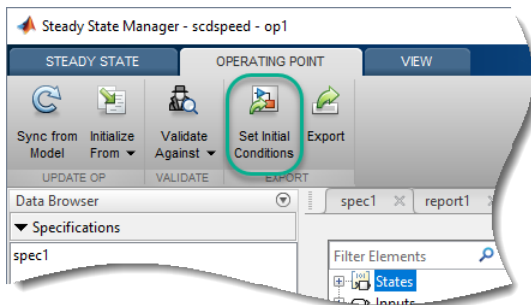 Steady State Manager - scdspeed - op1
STEADY STATE
OPERATING POINT
VIEW
Sync from
Model
Initialize
From
Validate
Against
Set Initial
Conditions
Export
UPDATE OP
VALIDATE
EXPORT
Data Browser
spec1
report1
Specifications
spec1
Filter Elements
States
Inputs